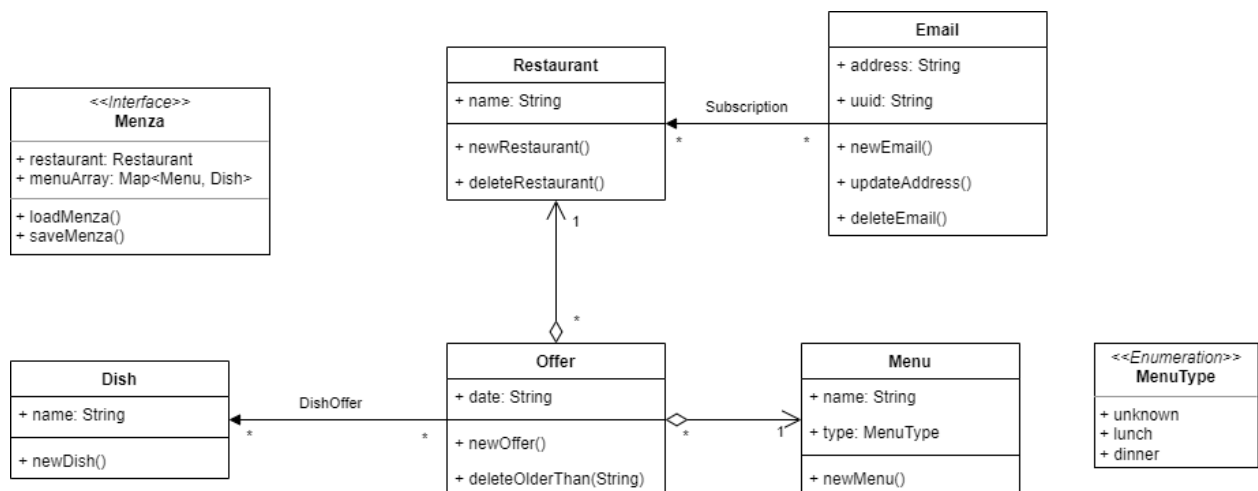 <<Interface>>
Menza
+ restaurant: Restaurant
+ menuArray: Map<Menu, Dish>
+ loadMenza()
+ saveMenza()
Restaurant
+ name: String
+ newRestaurant()
+ deleteRestaurant()
Subscription
*
*
Email
+ address: String
+ uuid: String
+ newEmail()
+ updateAddress()
+ deleteEmail()
1
*
Dish
+ name: String
+ newDish()
DishOffer
*
*
Offer
+ date: String
+ newOffer()
+ deleteOlderThan(String)
*
1
Menu
+ name: String
+ type: MenuType
+ newMenu()
<<Enumeration>>
MenuType
+ unknown
+ lunch
+ dinner